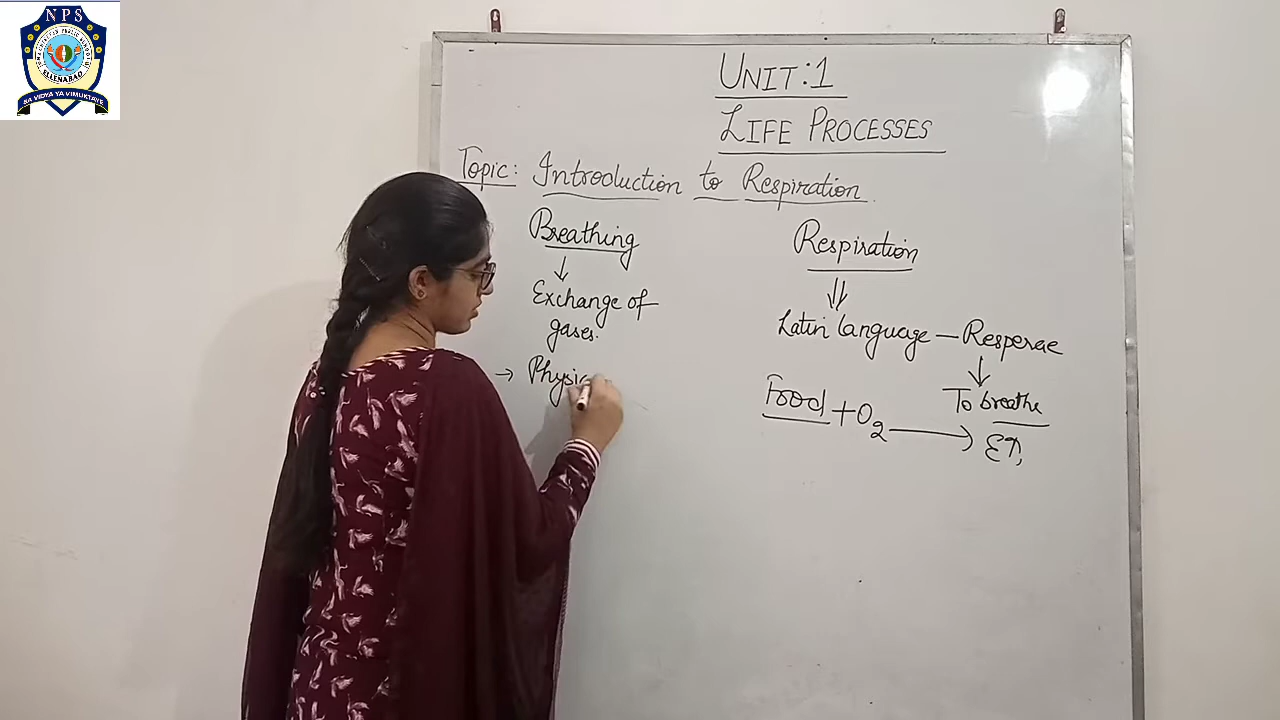 NPS
ELLENABAD
SA VIDYA YA VIMUKTAYE
UNIT:1
LIFE PROCESSES
Topic: Introduction to Respiration.
Breathing
↓
Exchange of
gases.
→ Physic
Respiration
⇓
Latin language — Resperae
↓
To breathe
Food + O2 → E↑,